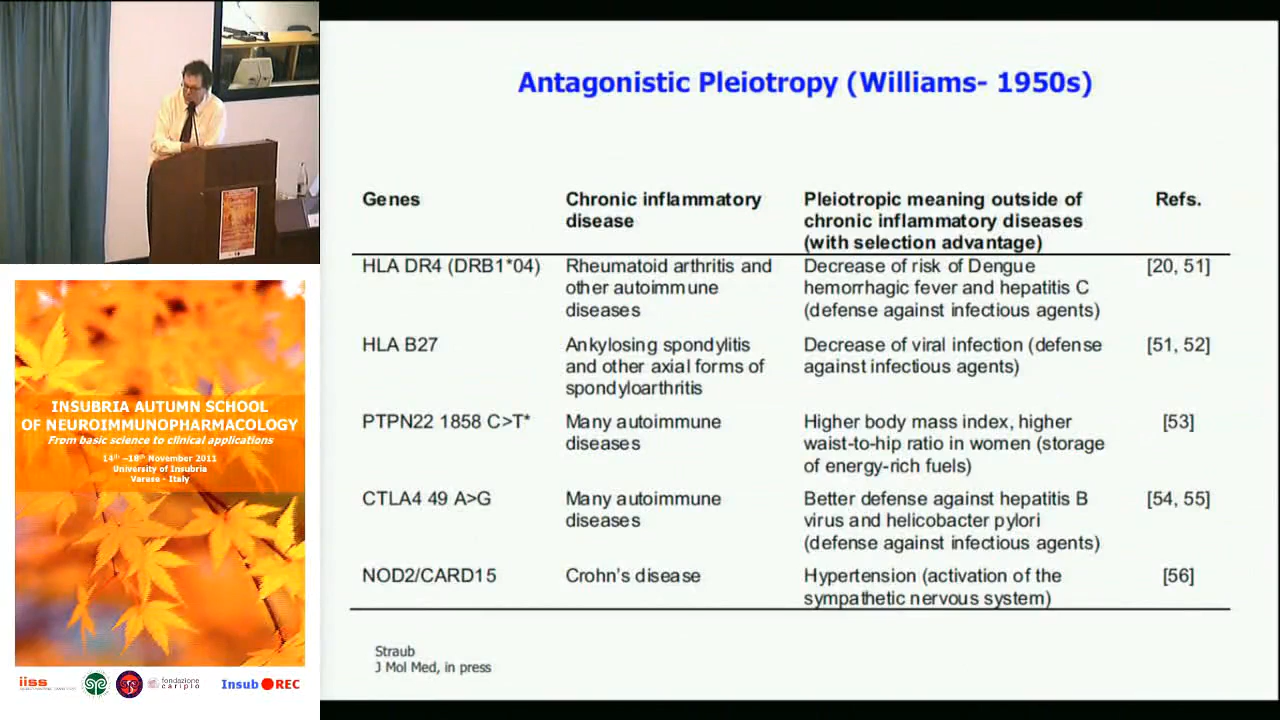 Antagonistic Pleiotropy (Williams- 1950s)
Genes
Chronic inflammatory
disease
Pleiotropic meaning outside of
chronic inflammatory diseases
(with selection advantage)
Refs.
HLA DR4 (DRB1*04)
Rheumatoid arthritis and
other autoimmune
diseases
Decrease of risk of Dengue
hemorrhagic fever and hepatitis C
(defense against infectious agents)
[20, 51]
HLA B27
Ankylosing spondylitis
and other axial forms of
spondyloarthritis
Decrease of viral infection (defense
against infectious agents)
[51, 52]
PTPN22 1858 C>T*
Many autoimmune
diseases
Higher body mass index, higher
waist-to-hip ratio in women (storage
of energy-rich fuels)
[53]
CTLA4 49 A>G
Many autoimmune
diseases
Better defense against hepatitis B
virus and helicobacter pylori
(defense against infectious agents)
[54, 55]
NOD2/CARD15
Crohn's disease
Hypertension (activation of the
sympathetic nervous system)
[56]
Straub
J Mol Med, in press
INSUBRIA AUTUMN SCHOOL
OF NEUROIMMUNOPHARMACOLOGY
From basic science to clinical applications
14th -18th November 2011
University of Insubria
Varese - Italy
iiss
fondazione
cariplo
Insub REC